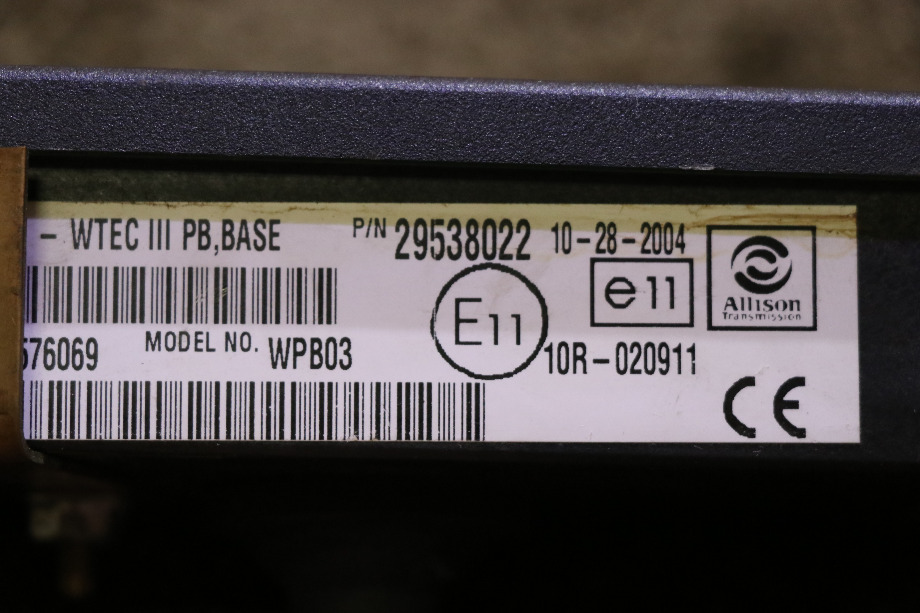 - WTEC III PB,BASE P/N 29538022 10-28-2004
E11 e11
Allison
Transmission
576069 MODEL NO. WPB03 10R-020911
CE